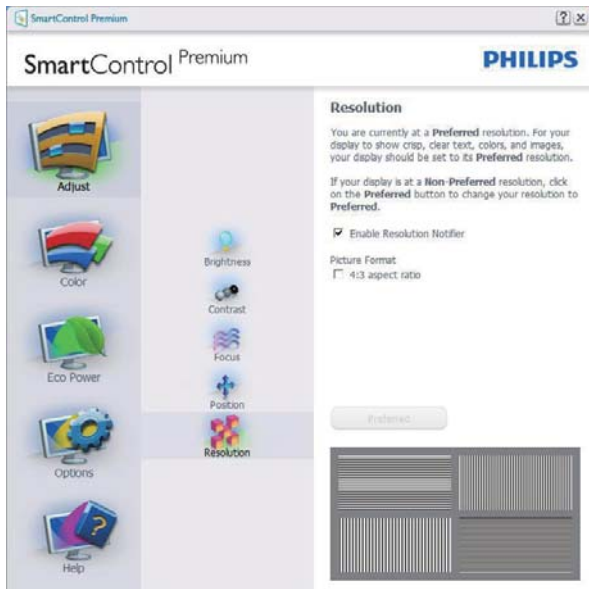 SmartControl Premium
SmartControl Premium
PHILIPS
Adjust
Color
Eco Power
Options
Help
Brightness
Contrast
Focus
Position
Resolution
Resolution
You are currently at a Preferred resolution. For your
display to show crisp, clear text, colors, and images,
your display should be set to its Preferred resolution.
If your display is at a Non-Preferred resolution, click
on the Preferred button to change your resolution to
Preferred.
Enable Resolution Notifier
Picture Format
4:3 aspect ratio
Preferred